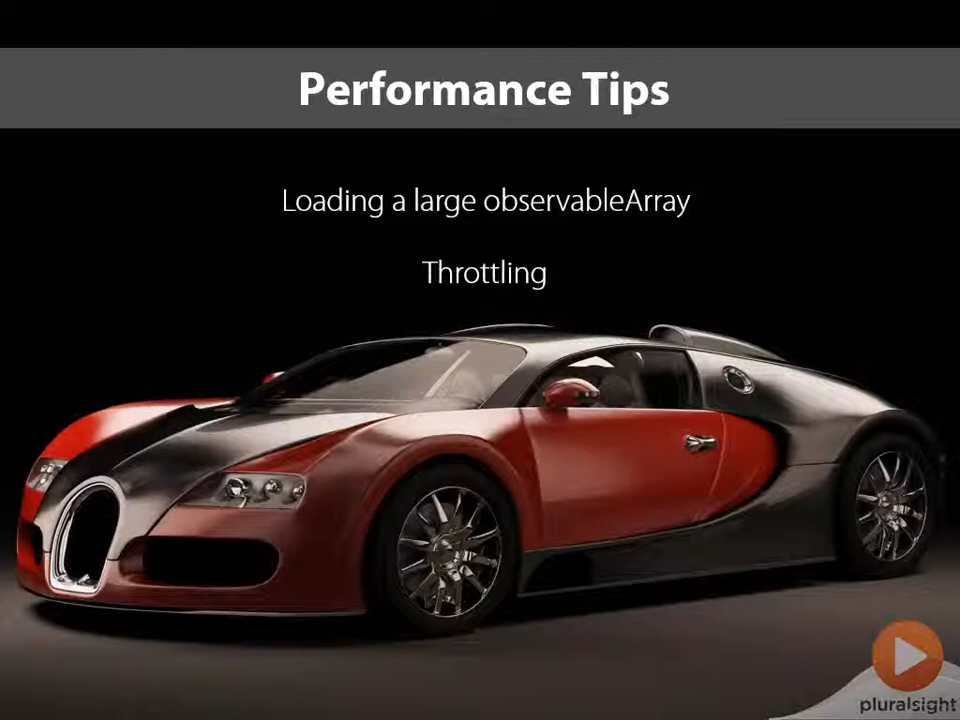 Performance Tips
Loading a large observableArray
Throttling
pluralsight